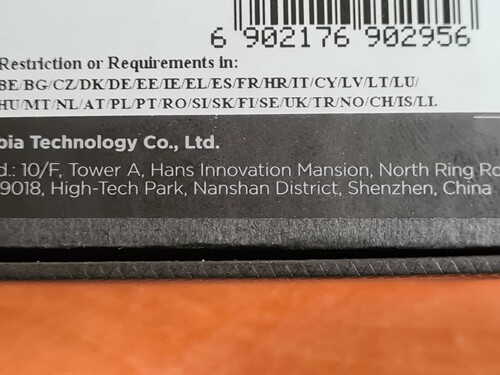 6 902176 902956
Restriction or Requirements in:
BE/BG/CZ/DK/DE/EE/IE/EL/ES/FR/HR/IT/CY/LV/LT/LU/
HU/MT/NL/AT/PL/PT/RO/SI/SK/FI/SE/UK/TR/NO/CH/IS/LI.
bia Technology Co., Ltd.
d.: 10/F, Tower A, Hans Innovation Mansion, North Ring Ro
9018, High-Tech Park, Nanshan District, Shenzhen, China